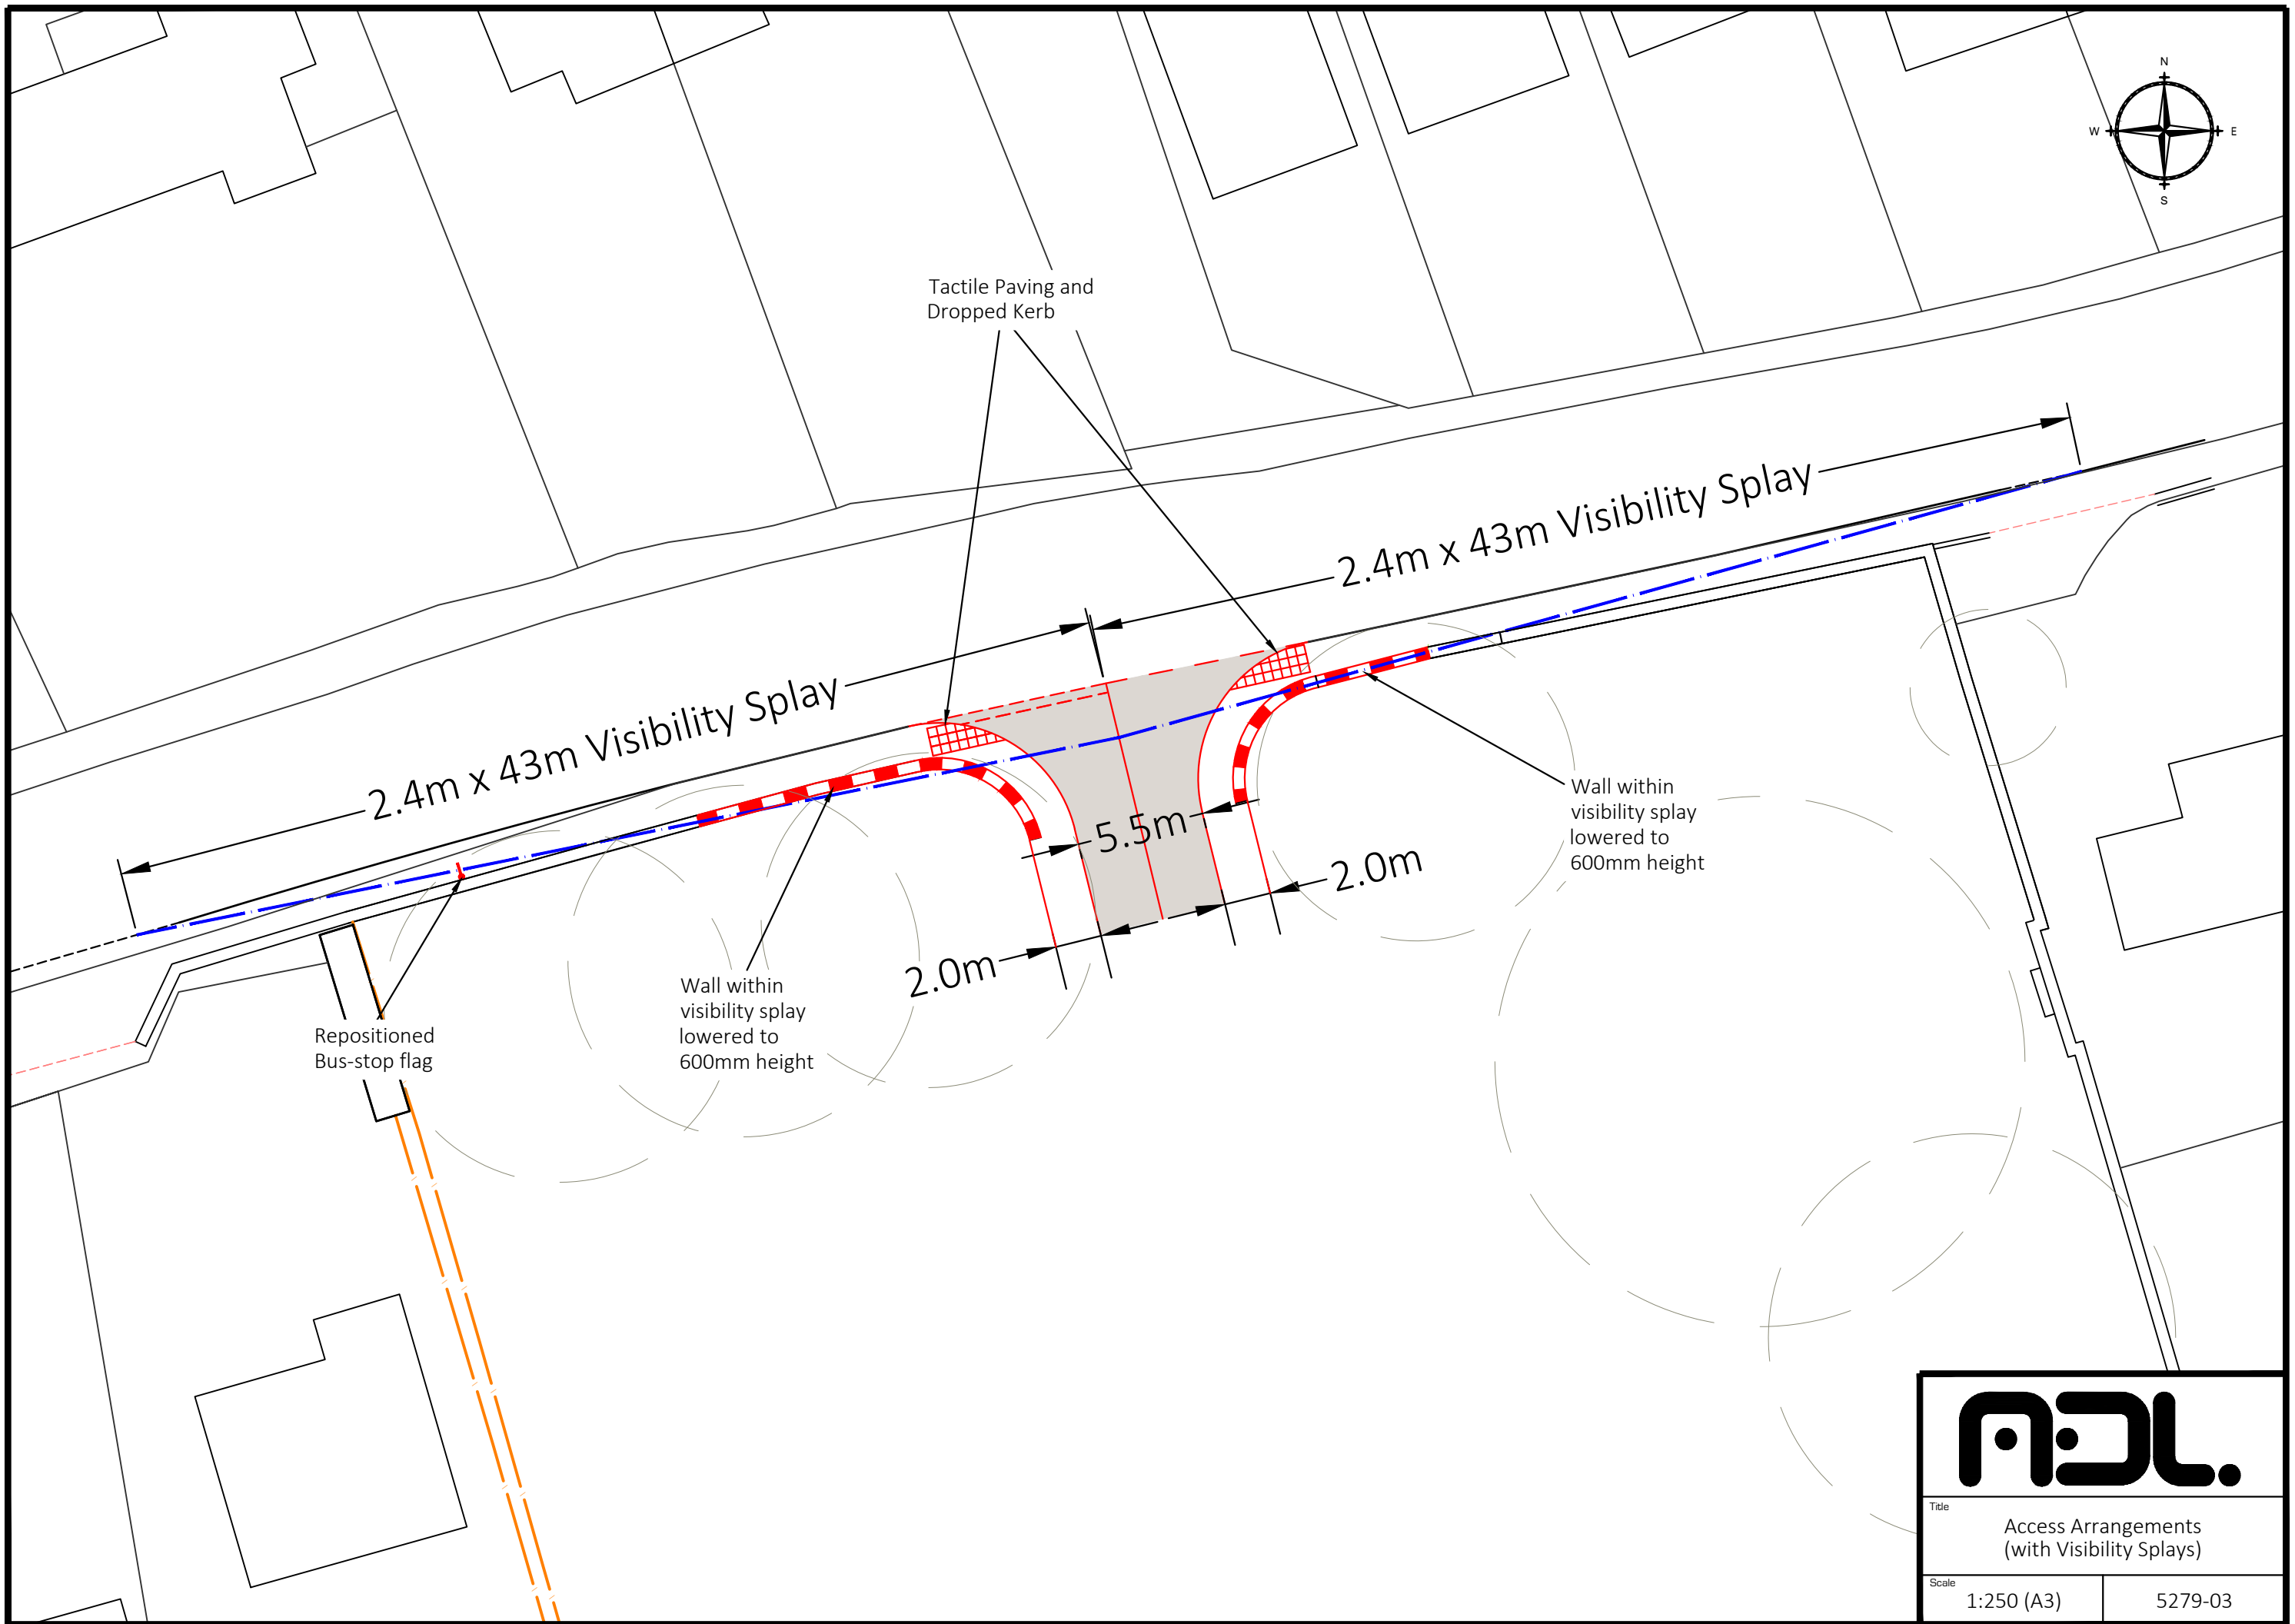 N
W
E
S
Tactile Paving and
Dropped Kerb
2.4m x 43m Visibility Splay
2.4m x 43m Visibility Splay
5.5m
2.0m
2.0m
Wall within
visibility splay
lowered to
600mm height
Wall within
visibility splay
lowered to
600mm height
Repositioned
Bus-stop flag
ADL.
Title
Access Arrangements
(with Visibility Splays)
Scale
1:250 (A3)
5279-03